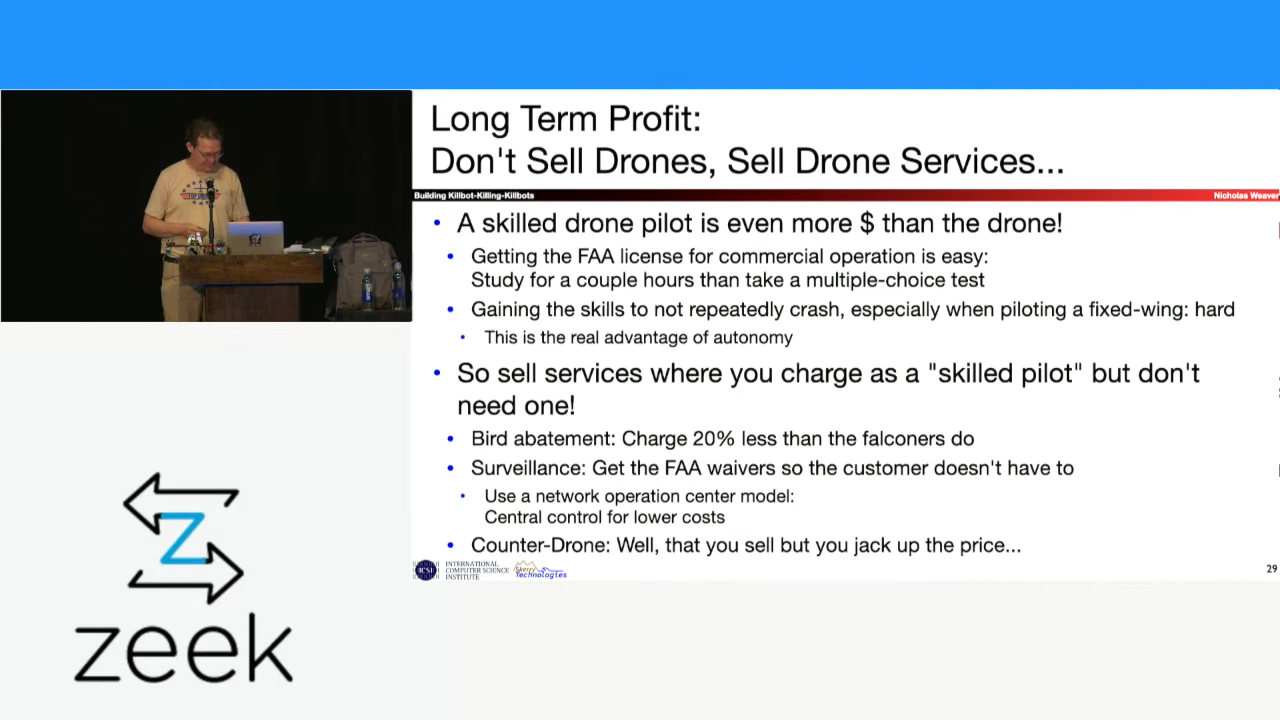 Long Term Profit:
Don't Sell Drones, Sell Drone Services...
Building Killbot-Killing-Killbots
Nicholas Weaver
• A skilled drone pilot is even more $ than the drone!
• Getting the FAA license for commercial operation is easy:
Study for a couple hours than take a multiple-choice test
• Gaining the skills to not repeatedly crash, especially when piloting a fixed-wing: hard
• This is the real advantage of autonomy
• So sell services where you charge as a "skilled pilot" but don't
need one!
• Bird abatement: Charge 20% less than the falconers do
• Surveillance: Get the FAA waivers so the customer doesn't have to
• Use a network operation center model:
Central control for lower costs
• Counter-Drone: Well, that you sell but you jack up the price...
ICSI
INTERNATIONAL
COMPUTER SCIENCE
INSTITUTE
Skerry
Technologies
29
z
zeek